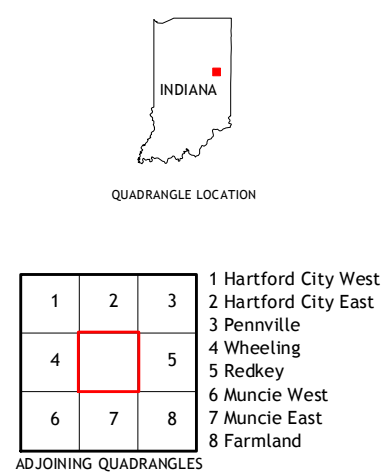 INDIANA
QUADRANGLE LOCATION
1 2 3
4 5
6 7 8
1 Hartford City West
2 Hartford City East
3 Pennville
4 Wheeling
5 Redkey
6 Muncie West
7 Muncie East
8 Farmland
ADJOINING QUADRANGLES